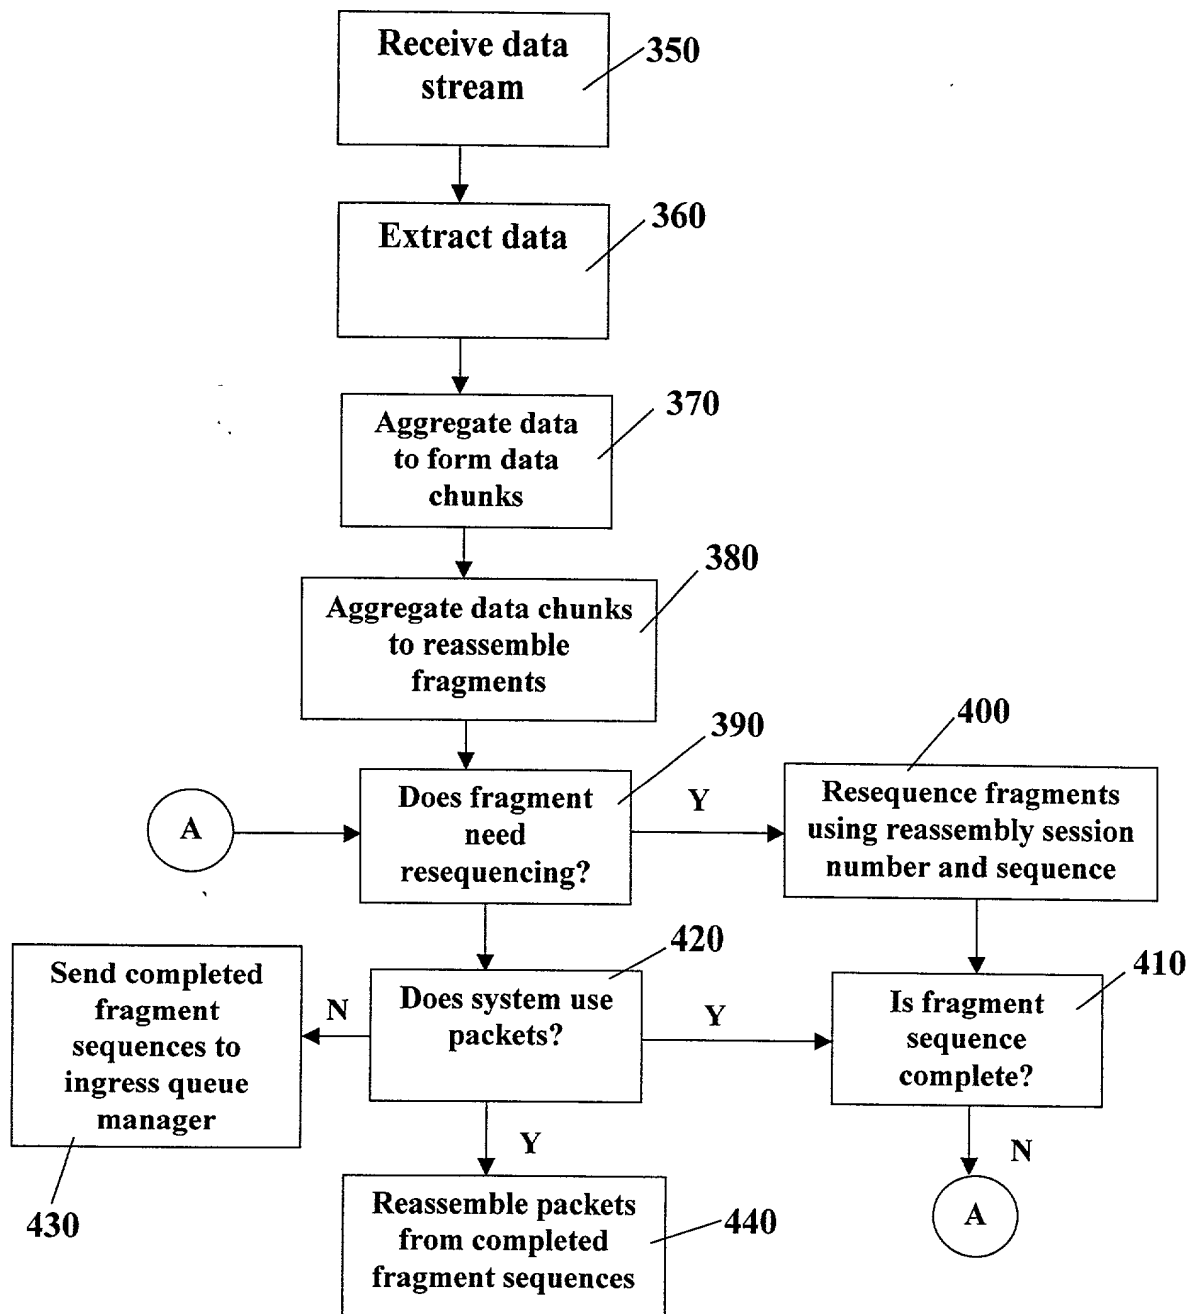 Receive data
stream
350
Extract data
360
Aggregate data
to form data
chunks
370
Aggregate data chunks
to reassemble
fragments
380
A
Does fragment
need
resequencing?
390
Y
Resequence fragments
using reassembly session
number and sequence
400
Send completed
fragment
sequences to
ingress queue
manager
430
N
Does system use
packets?
420
Y
Is fragment
sequence
complete?
410
Y
N
Reassemble packets
from completed
fragment sequences
440
A